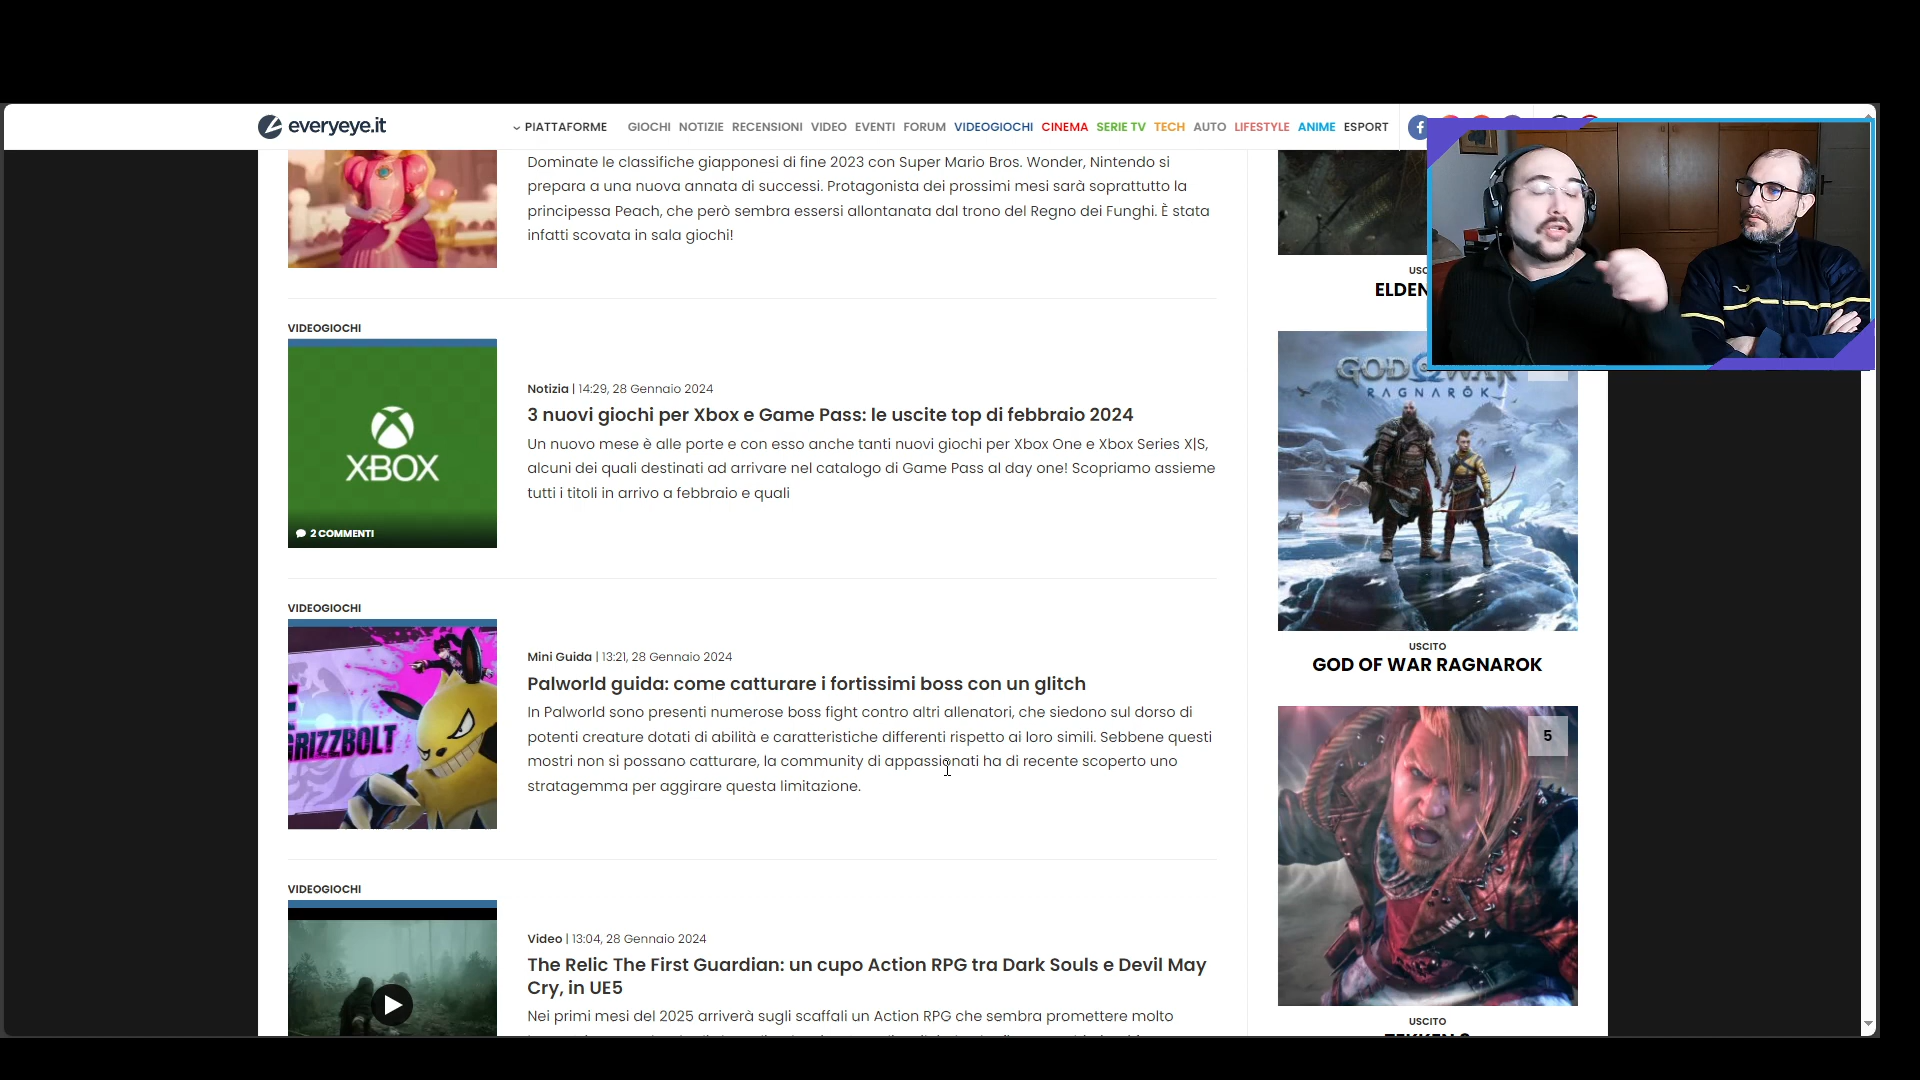 everyeye.it
PIATTAFORME GIOCHI NOTIZIE RECENSIONI VIDEO EVENTI FORUM VIDEOGIOCHI CINEMA SERIE TV TECH AUTO LIFESTYLE ANIME ESPORT
Dominate le classifiche giapponesi di fine 2023 con Super Mario Bros. Wonder, Nintendo si
prepara a una nuova annata di successi. Protagonista dei prossimi mesi sarà soprattutto la
principessa Peach, che però sembra essersi allontanata dal trono del Regno dei Funghi. È stata
infatti scovata in sala giochi!
VIDEOGIOCHI
XBOX
2 COMMENTI
Notizia | 14:29, 28 Gennaio 2024
3 nuovi giochi per Xbox e Game Pass: le uscite top di febbraio 2024
Un nuovo mese è alle porte e con esso anche tanti nuovi giochi per Xbox One e Xbox Series X|S,
alcuni dei quali destinati ad arrivare nel catalogo di Game Pass al day one! Scopriamo assieme
tutti i titoli in arrivo a febbraio e quali
VIDEOGIOCHI
GRIZZBOLT
Mini Guida | 13:21, 28 Gennaio 2024
Palworld guida: come catturare i fortissimi boss con un glitch
In Palworld sono presenti numerose boss fight contro altri allenatori, che siedono sul dorso di
potenti creature dotati di abilità e caratteristiche differenti rispetto ai loro simili. Sebbene questi
mostri non si possano catturare, la community di appassionati ha di recente scoperto uno
stratagemma per aggirare questa limitazione.
VIDEOGIOCHI
Video | 13:04, 28 Gennaio 2024
The Relic The First Guardian: un cupo Action RPG tra Dark Souls e Devil May
Cry, in UE5
Nei primi mesi del 2025 arriverà sugli scaffali un Action RPG che sembra promettere molto
USC
ELDEN
GOD OF WAR
RAGNARÖK
USCITO
GOD OF WAR RAGNAROK
5
USCITO